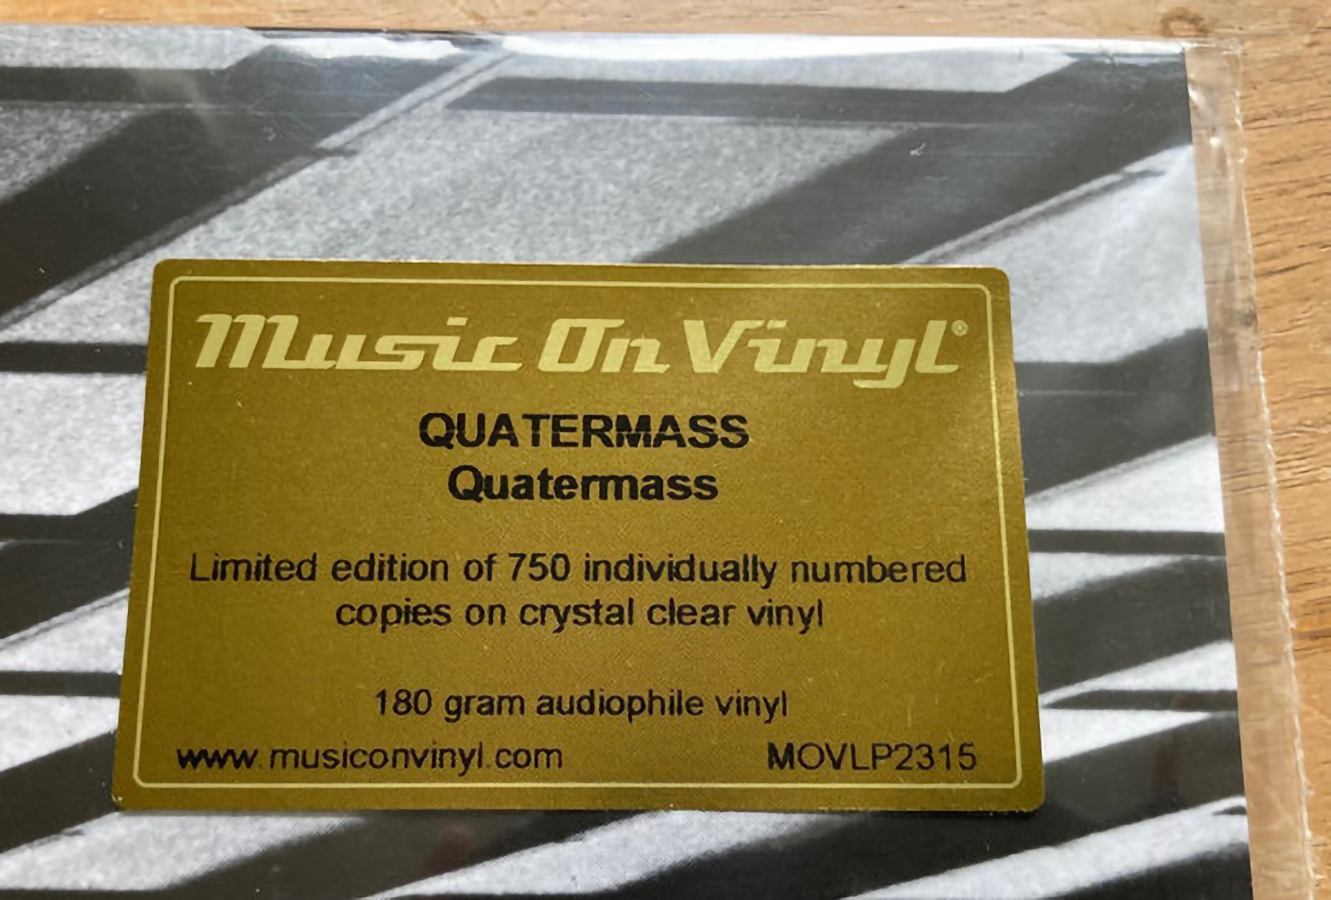 Music On Vinyl®
QUATERMASS
Quatermass
Limited edition of 750 individually numbered
copies on crystal clear vinyl
180 gram audiophile vinyl
www.musiconvinyl.com MOVLP2315